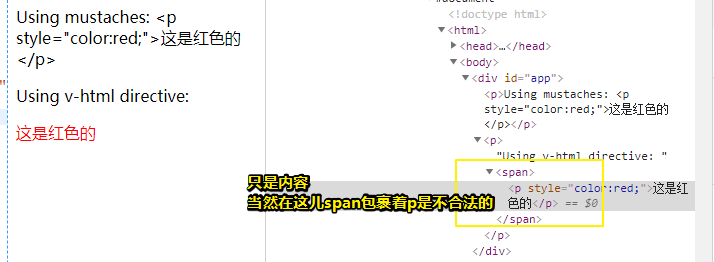 Using mustaches: <p
style="color:red;">这是红色的
</p>
Using v-html directive:
这是红色的
"
<!doctype html>
<html>
<head>…</head>
<body>
<div id="app">
<p>Using mustaches: <p
style="color:red;">这是红色的
</p></p>
<p>
"Using v-html directive: "
<span>
<p style="color:red;">这是红
色的</p> == $0
</span>
</p>
</div>
只是内容
当然在这儿span包裹着p是不合法的